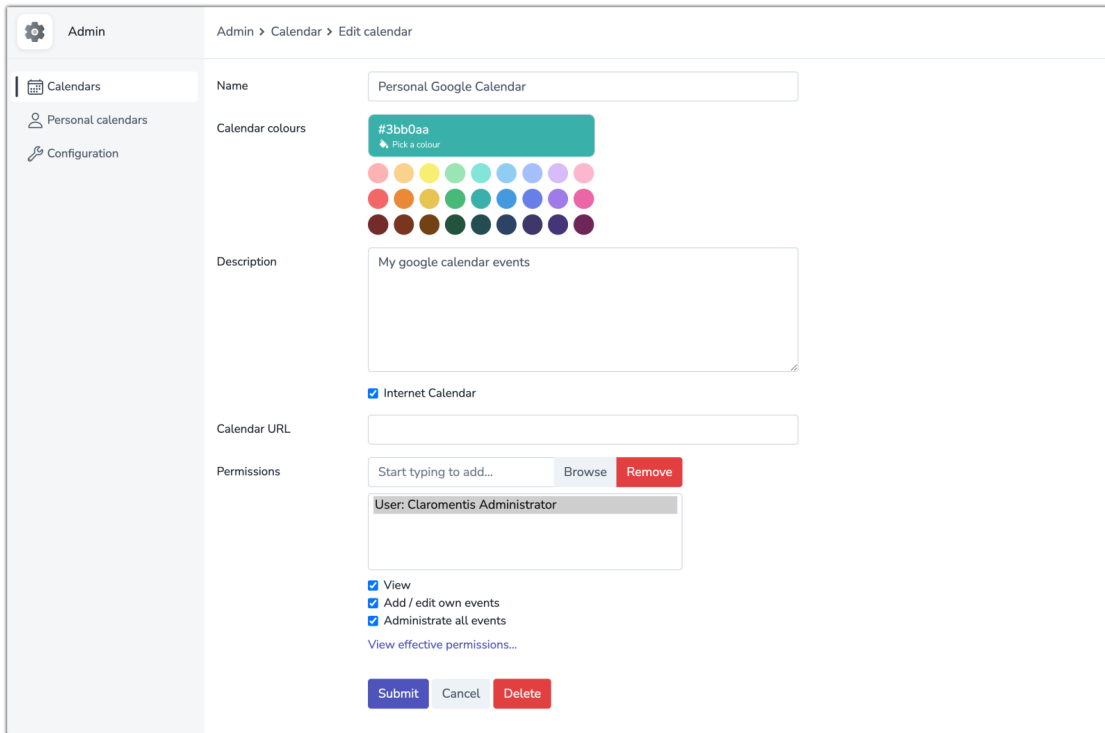 Admin
Admin > Calendar > Edit calendar
Calendars
Personal calendars
Configuration
Name
Personal Google Calendar
Calendar colours
#3bb0aa
Pick a colour
Description
My google calendar events
Internet Calendar
Calendar URL
Permissions
Start typing to add...
Browse
Remove
User: Claromentis Administrator
View
Add / edit own events
Administrate all events
View effective permissions...
Submit
Cancel
Delete